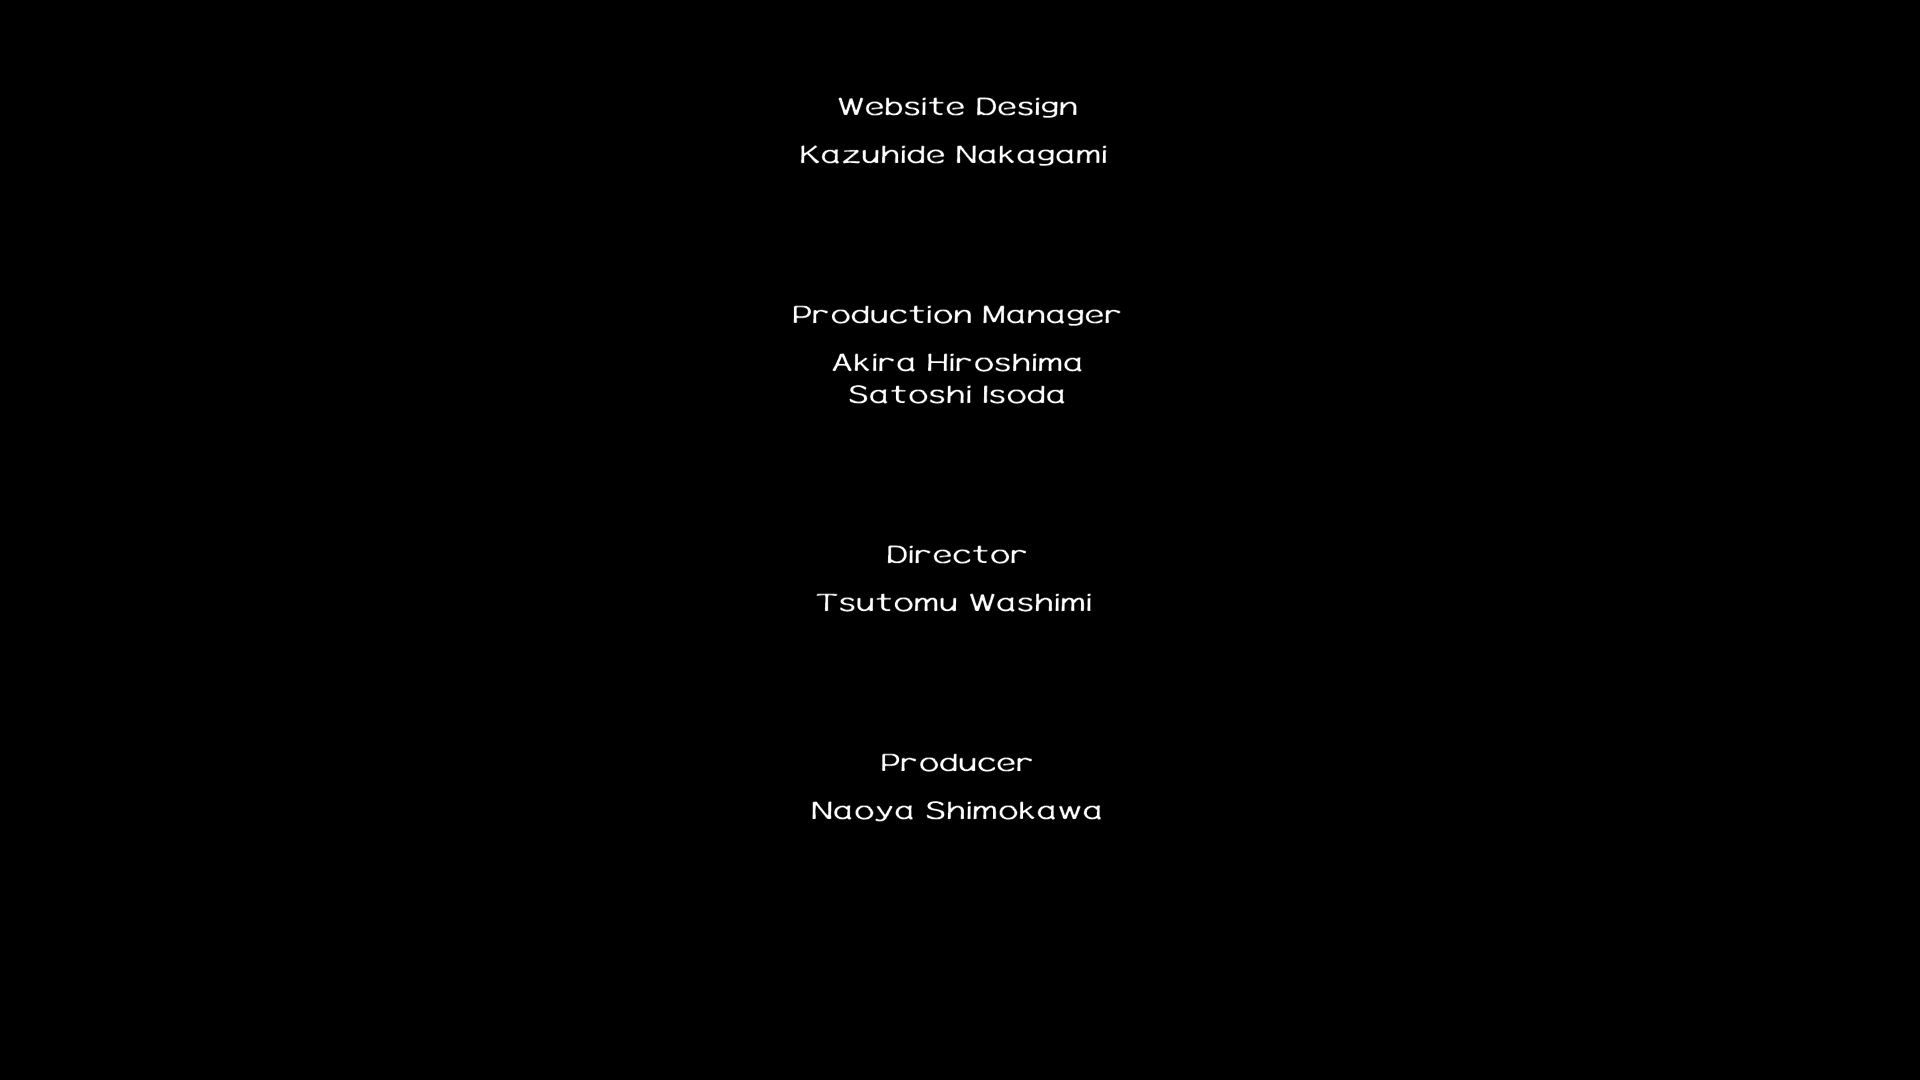 Website Design
Kazuhide Nakagami
Production Manager
Akira Hiroshima
Satoshi Isoda
Director
Tsutomu Washimi
Producer
Naoya Shimokawa